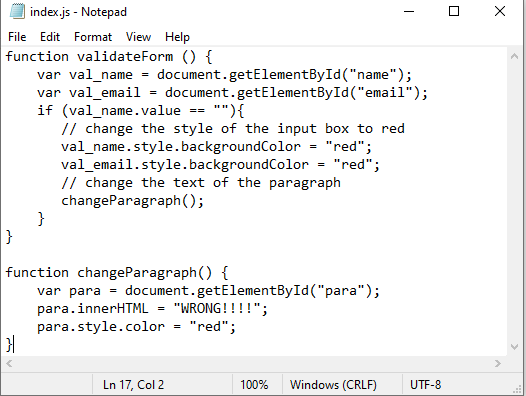 index.js - Notepad
File Edit Format View Help
function validateForm () {
    var val_name = document.getElementById("name");
    var val_email = document.getElementById("email");
    if (val_name.value == ""){
       // change the style of the input box to red
       val_name.style.backgroundColor = "red";
       val_email.style.backgroundColor = "red";
       // change the text of the paragraph
       changeParagraph();
    }
}

function changeParagraph() {
    var para = document.getElementById("para");
    para.innerHTML = "WRONG!!!!";
    para.style.color = "red";
}
Ln 17, Col 2 100% Windows (CRLF) UTF-8